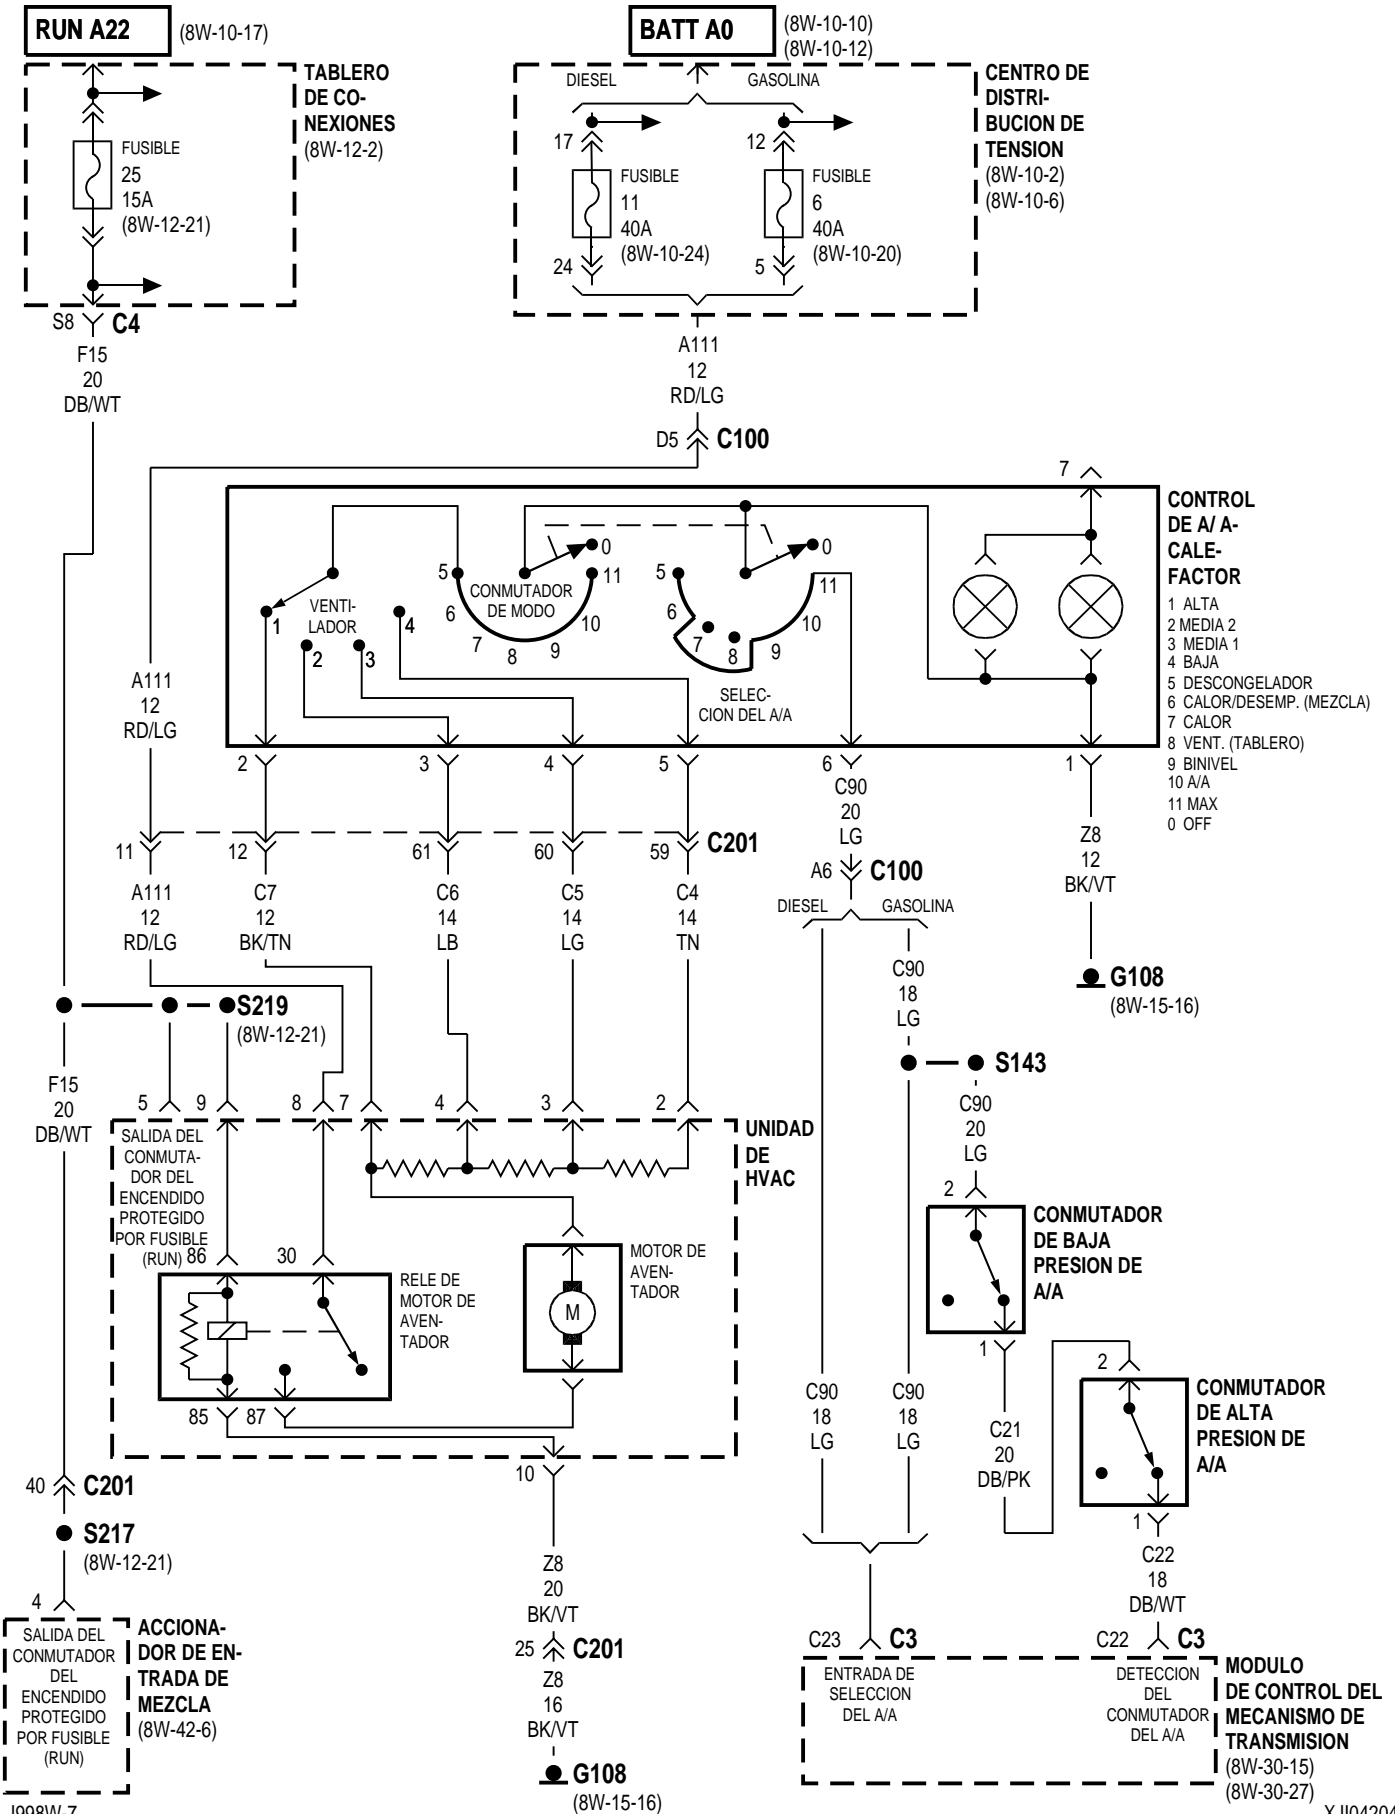 RUN A22
(8W-10-17)
BATT A0
(8W-10-10)
(8W-10-12)
TABLERO
DE CO-
NEXIONES
(8W-12-2)
FUSIBLE
25
15A
(8W-12-21)
S8
C4
F15
20
DB/WT
DIESEL
GASOLINA
17
12
FUSIBLE
11
40A
(8W-10-24)
FUSIBLE
6
40A
(8W-10-20)
24
5
CENTRO DE
DISTRI-
BUCION DE
TENSION
(8W-10-2)
(8W-10-6)
A111
12
RD/LG
D5
C100
7
CONTROL
DE A/ A-
CALE-
FACTOR
1 ALTA
2 MEDIA 2
3 MEDIA 1
4 BAJA
5 DESCONGELADOR
6 CALOR/DESEMP. (MEZCLA)
7 CALOR
8 VENT. (TABLERO)
9 BINIVEL
10 A/A
11 MAX
0 OFF
VENTI-
LADOR
1
2
3
4
CONMUTADOR
DE MODO
5
6
7
8
9
10
11
0
SELEC-
CION DEL A/A
5
6
7
8
9
10
11
0
A111
12
RD/LG
2
3
4
5
6
1
C90
20
LG
Z8
12
BK/VT
11
12
61
60
59
C201
A6
C100
A111
12
RD/LG
C7
12
BK/TN
C6
14
LB
C5
14
LG
C4
14
TN
DIESEL
GASOLINA
C90
18
LG
G108
(8W-15-16)
S219
(8W-12-21)
S143
F15
20
DB/WT
C90
20
LG
5
9
8
7
4
3
2
UNIDAD
DE
HVAC
SALIDA DEL
CONMUTA-
DOR DEL
ENCENDIDO
PROTEGIDO
POR FUSIBLE
(RUN)
86
30
RELE DE
MOTOR DE
AVEN-
TADOR
M
MOTOR DE
AVEN-
TADOR
85
87
10
2
CONMUTADOR
DE BAJA
PRESION DE
A/A
1
C90
18
LG
C90
18
LG
C21
20
DB/PK
2
CONMUTADOR
DE ALTA
PRESION DE
A/A
1
C22
18
DB/WT
40
C201
S217
(8W-12-21)
4
Z8
20
BK/VT
25
C201
Z8
16
BK/VT
G108
(8W-15-16)
SALIDA DEL
CONMUTADOR
DEL
ENCENDIDO
PROTEGIDO
POR FUSIBLE
(RUN)
ACCIONA-
DOR DE EN-
TRADA DE
MEZCLA
(8W-42-6)
C23
C3
C22
C3
ENTRADA DE
SELECCION
DEL A/A
DETECCION
DEL
CONMUTADOR
DEL A/A
MODULO
DE CONTROL DEL
MECANISMO DE
TRANSMISION
(8W-30-15)
(8W-30-27)
J998W-7
XJI04204